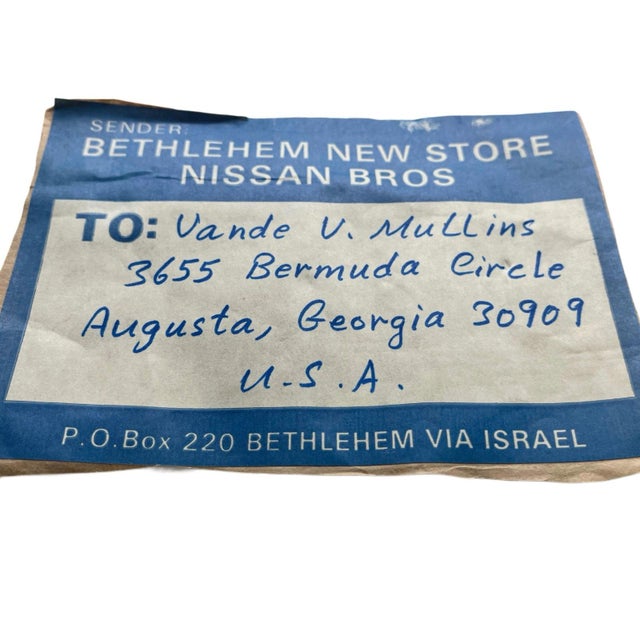 SENDER:
BETHLEHEM NEW STORE
NISSAN BROS
TO: Vande V. Mullins
3655 Bermuda Circle
Augusta, Georgia 30909
U.S.A.
P.O.Box 220 BETHLEHEM VIA ISRAEL